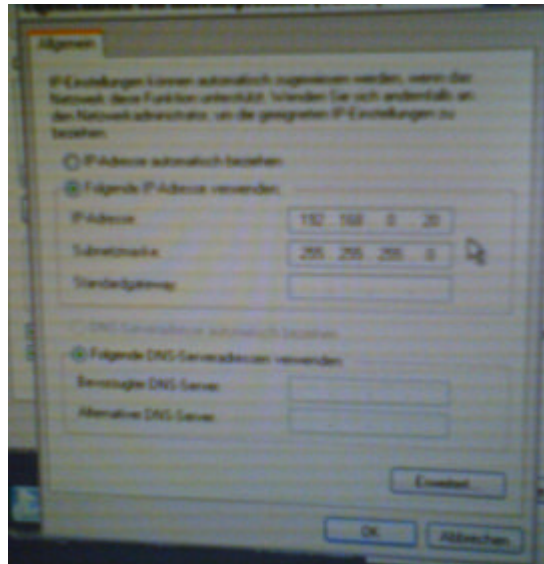 Allgemein
IP-Einstellungen können automatisch zugewiesen werden, wenn das
Netzwerk diese Funktion unterstützt. Wenden Sie sich andernfalls an
den Netzwerkadministrator, um die geeigneten IP-Einstellungen zu
beziehen.
IP-Adresse automatisch beziehen
Folgende IP-Adresse verwenden:
IP-Adresse: 192 . 168 . 0 . 20
Subnetzmaske: 255 . 255 . 255 . 0
Standardgateway:
DNS-Serveradresse automatisch beziehen
Folgende DNS-Serveradressen verwenden:
Bevorzugter DNS-Server:
Alternativer DNS-Server:
Erweitert...
OK Abbrechen